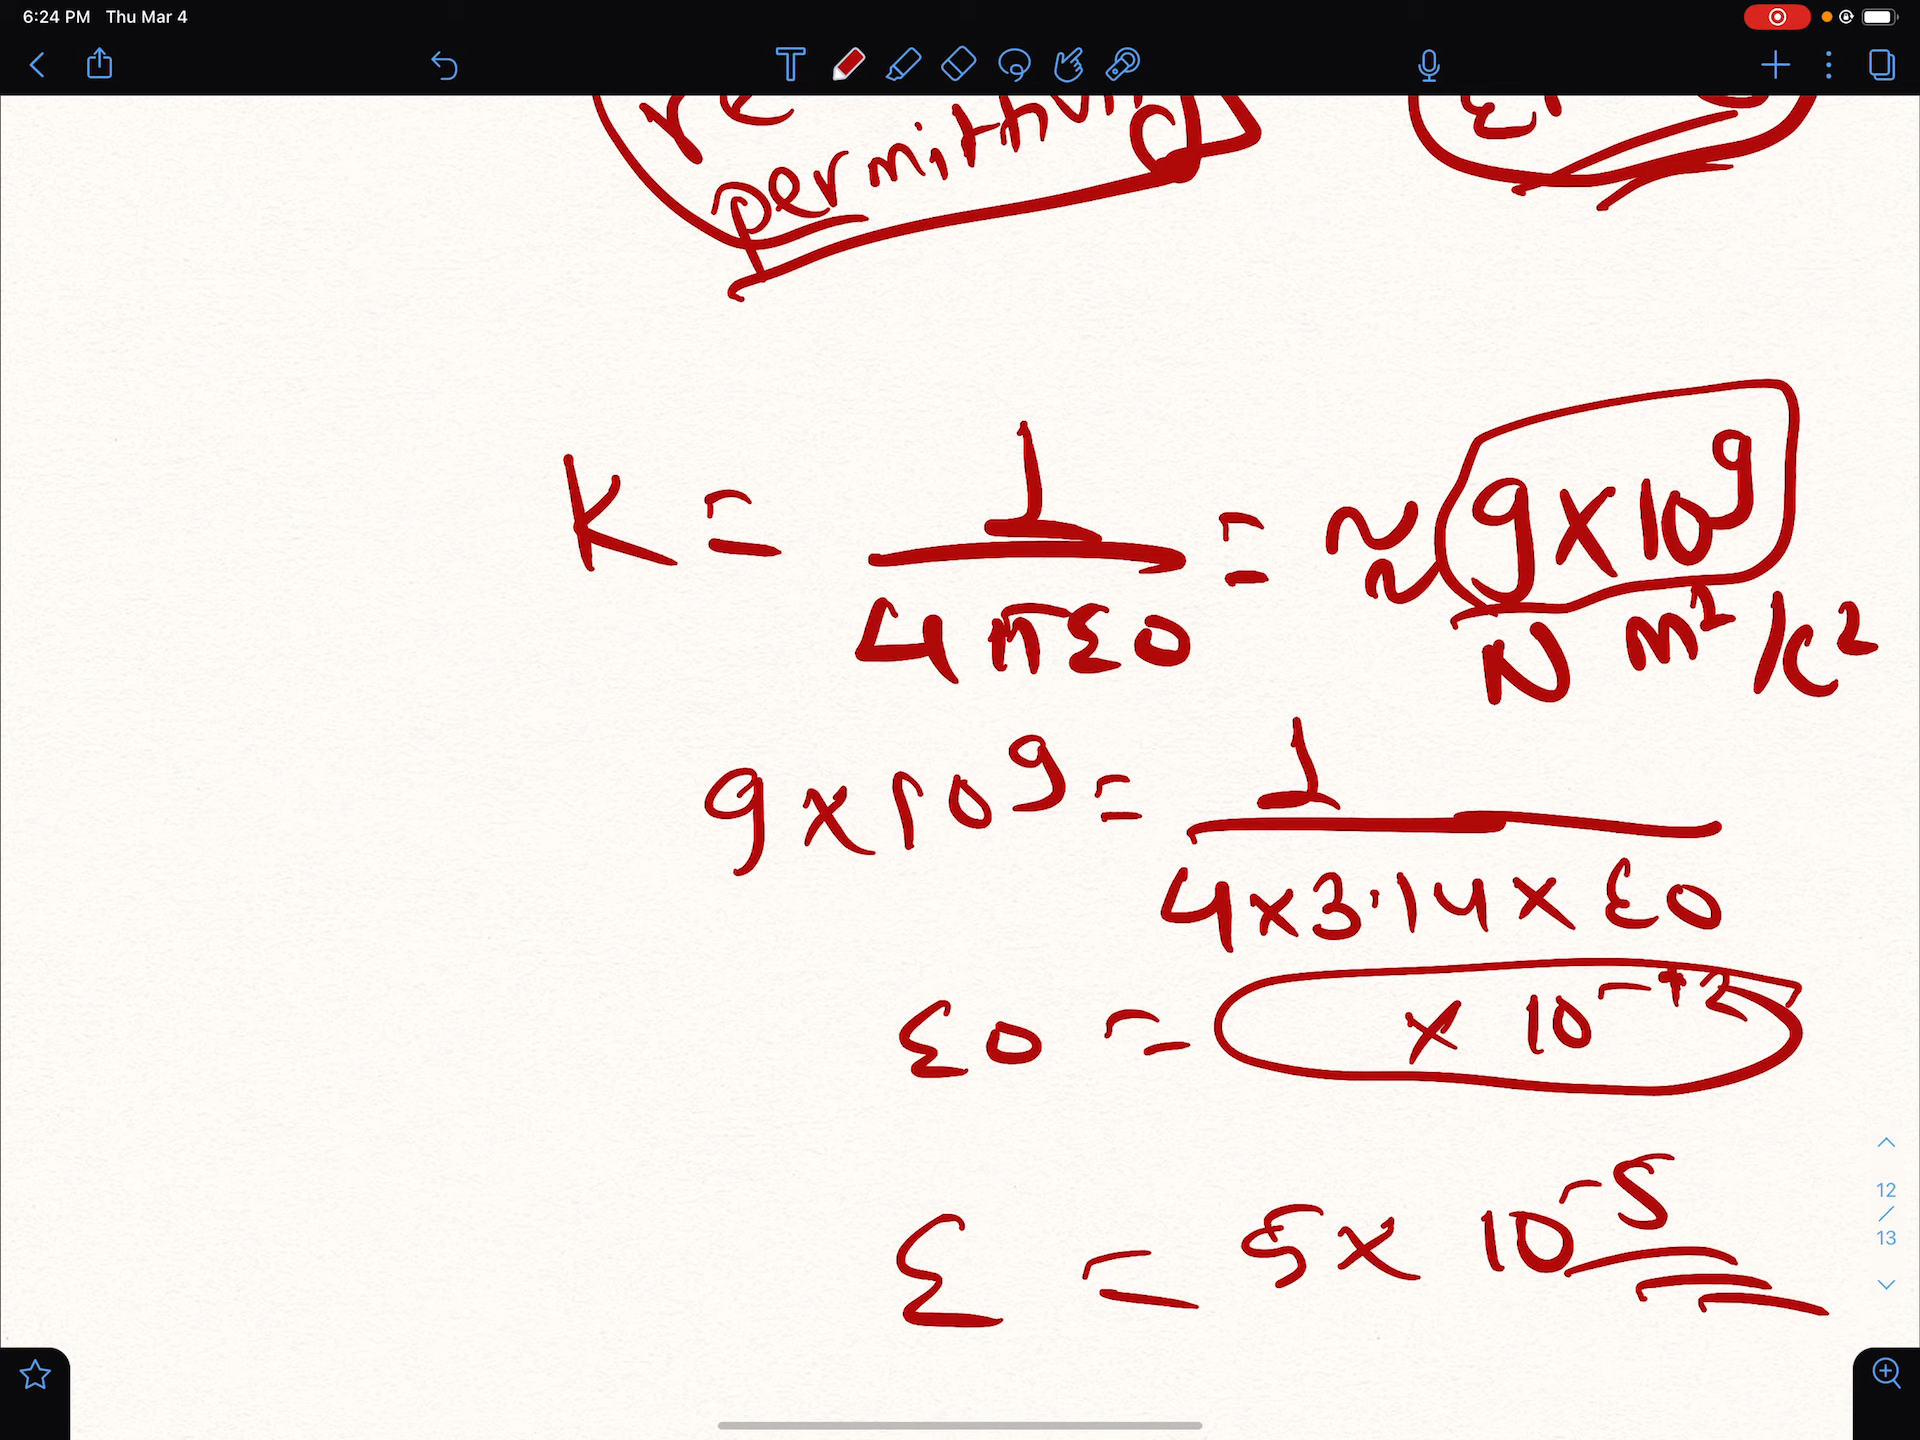 6:24 PM Thu Mar 4
permittivity
K = 1 / 4πε0 = ≈ 9×10⁹
N m² /c²
9×10⁹ = 1 / 4×3.14×ε0
ε0 = × 10⁻¹²
ε = 5× 10⁻⁵
12
/
13